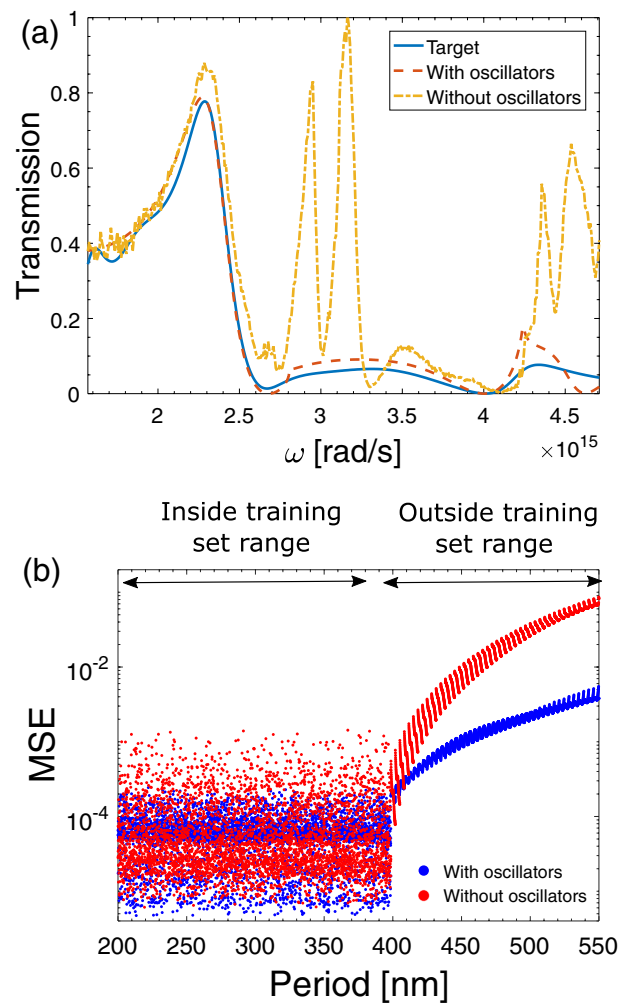 (a)
1
0.8
0.6
0.4
0.2
0
Transmission
Target
With oscillators
Without oscillators
2 2.5 3 3.5 4 4.5
ω [rad/s]
×10^15
Inside training set range
Outside training set range
(b)
10^-2
10^-4
MSE
With oscillators
Without oscillators
200 250 300 350 400 450 500 550
Period [nm]